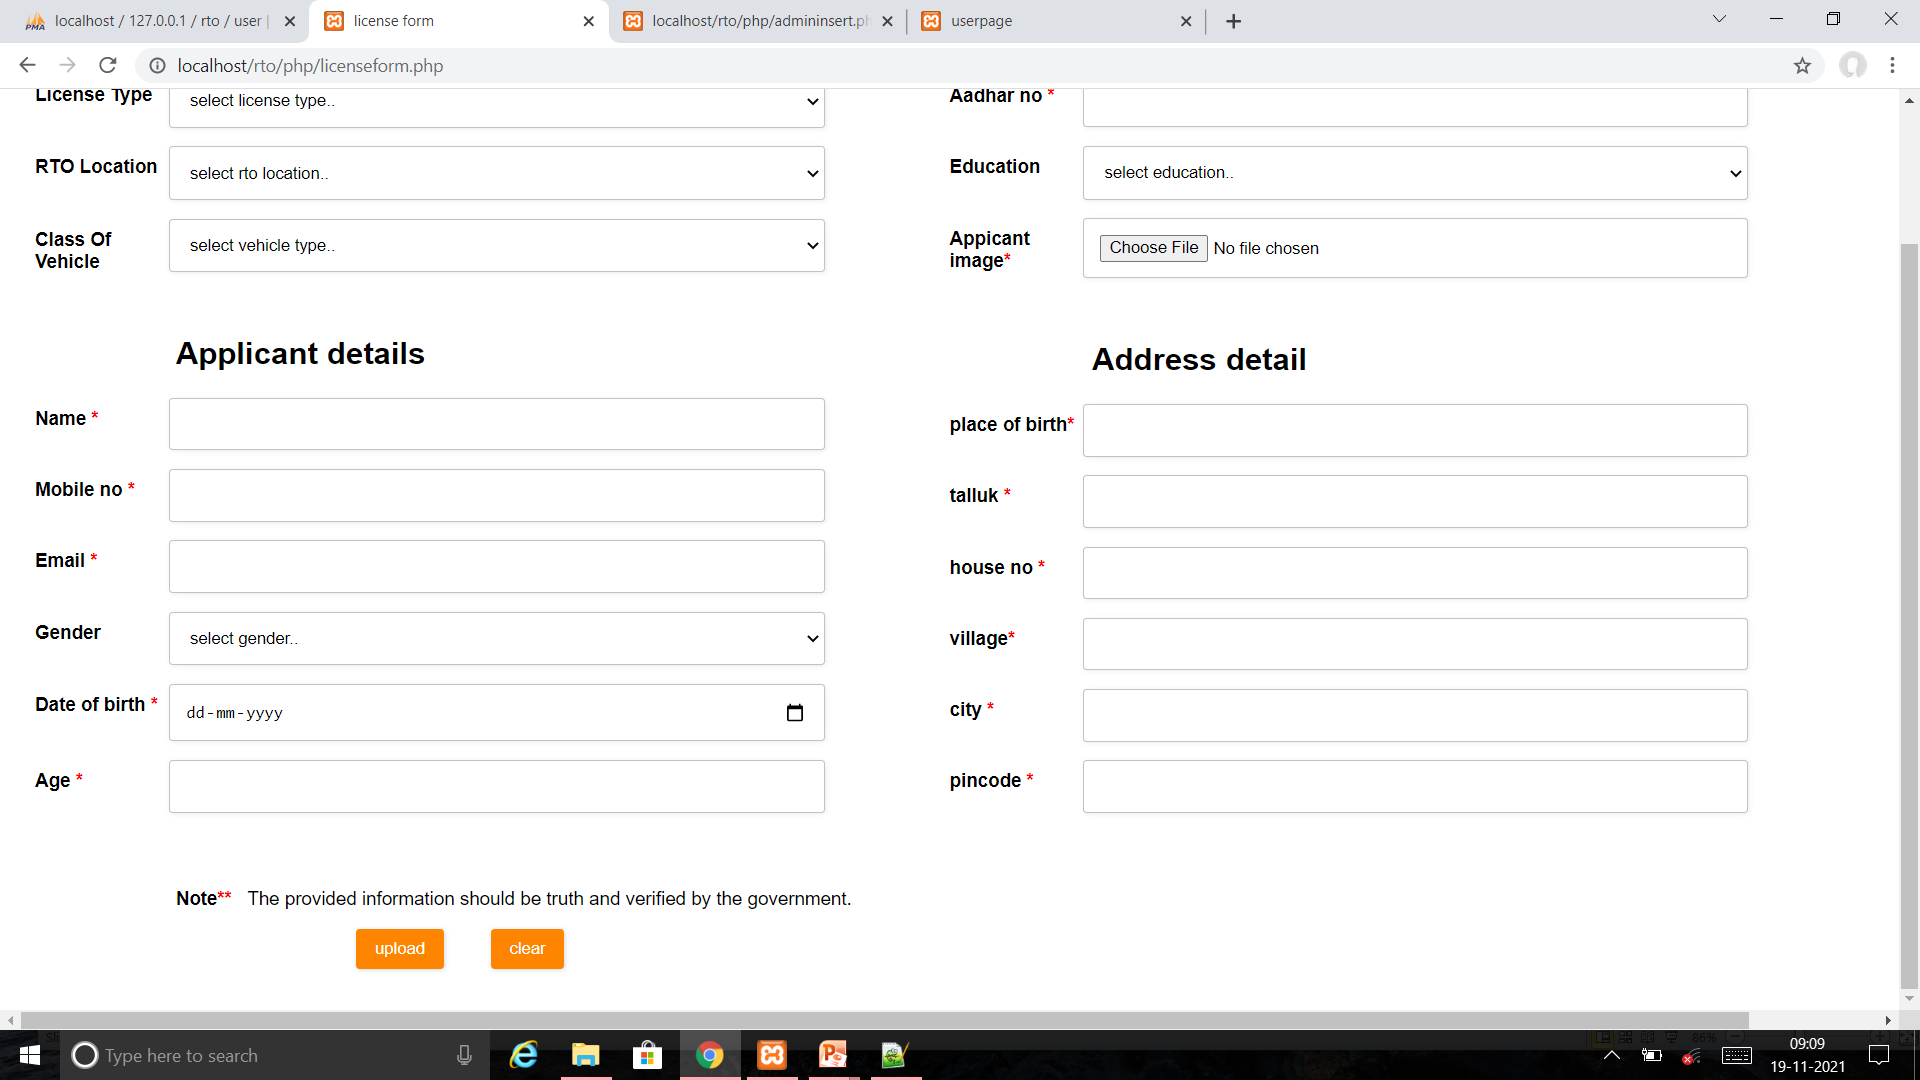 localhost / 127.0.0.1 / rto / user |
license form
localhost/rto/php/admininsert.ph
userpage
localhost/rto/php/licenseform.php
License Type
select license type..
Aadhar no *
RTO Location
select rto location..
Education
select education..
Class Of
Vehicle
select vehicle type..
Appicant
image*
Choose File No file chosen
Applicant details
Address detail
Name *
place of birth*
Mobile no *
talluk *
Email *
house no *
Gender
select gender..
village*
Date of birth *
dd-mm-yyyy
city *
Age *
pincode *
Note** The provided information should be truth and verified by the government.
upload
clear
Type here to search
86%
09:09
19-11-2021